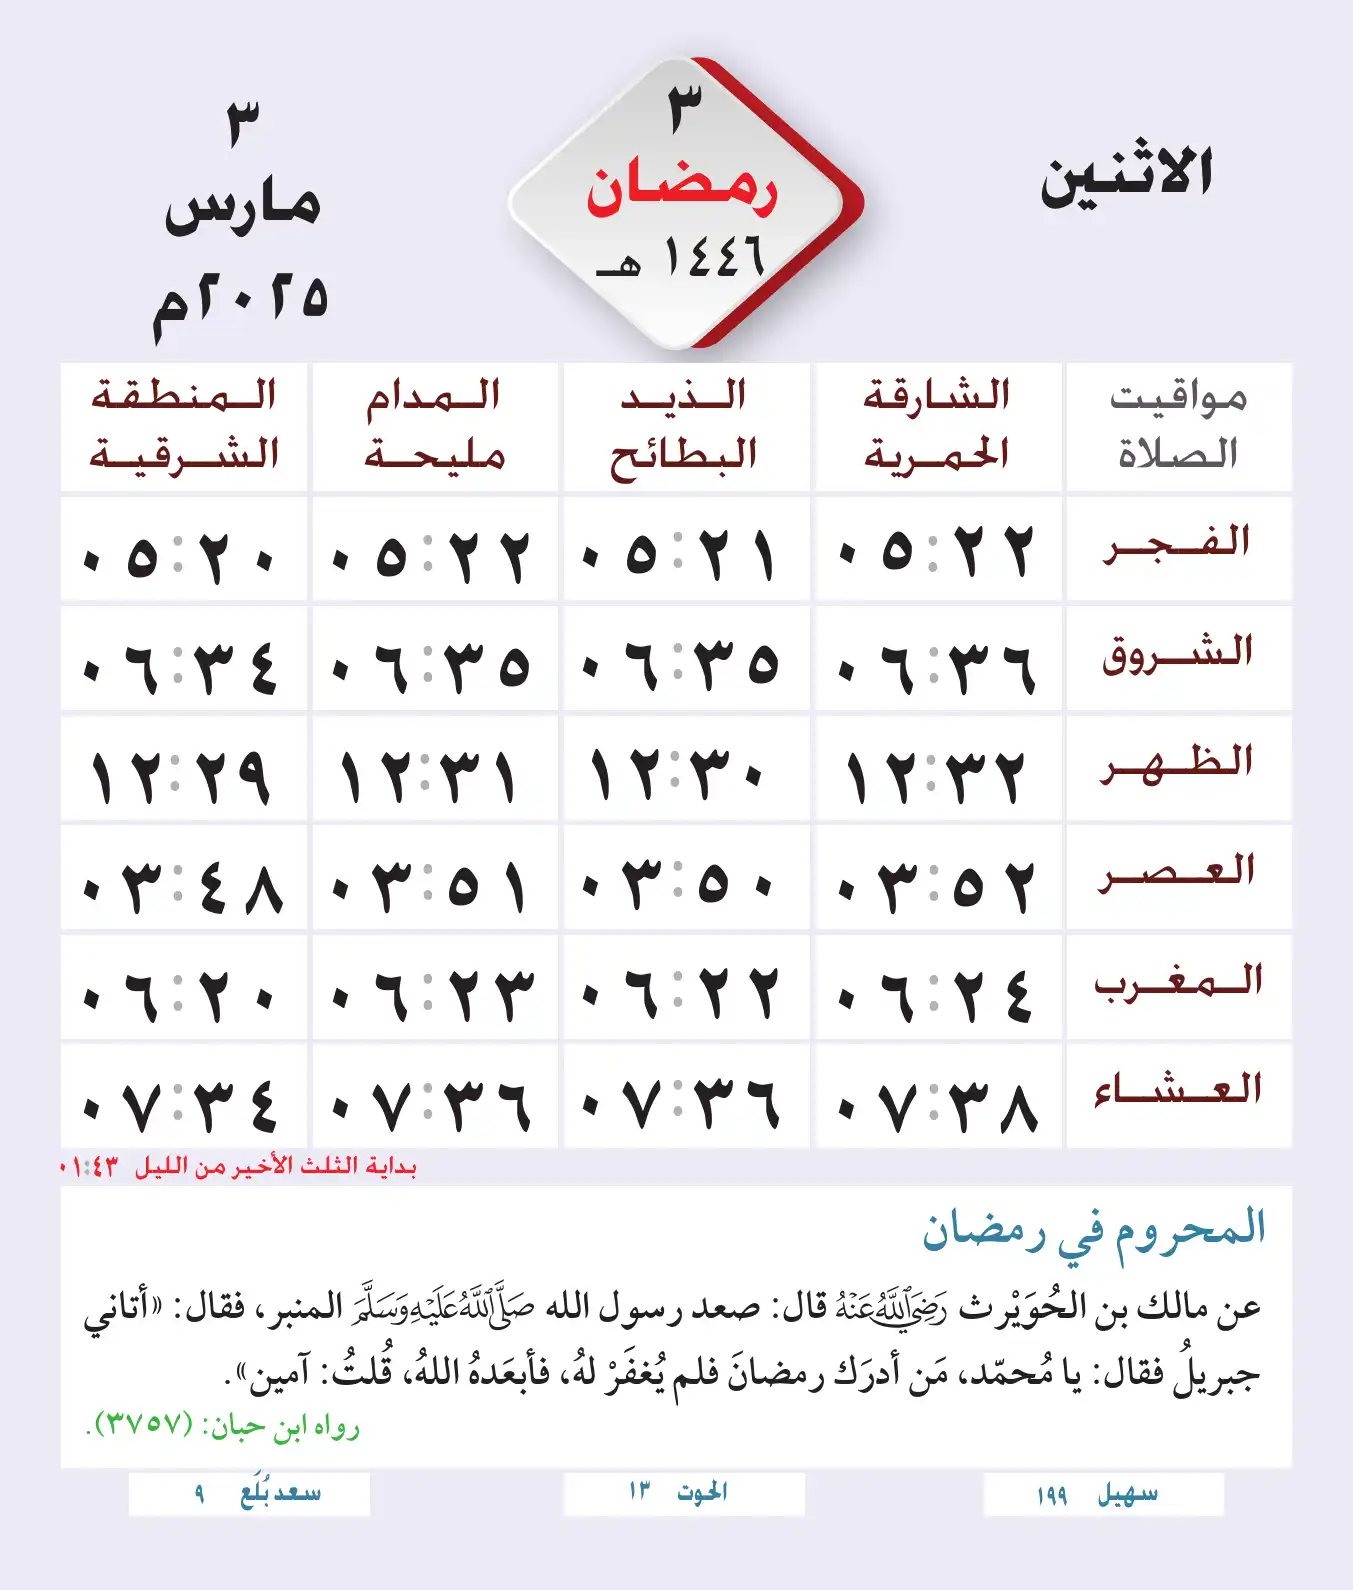 الاثنين
٣
رمضان
١٤٤٦ هـ
٣
مارس
٢٠٢٥م
مواقيت الصلاة
الشارقة الحمرية
الذيد البطائح
المدام مليحة
المنطقة الشرقية
الفجر ٠٥:٢٢ ٠٥:٢١ ٠٥:٢٢ ٠٥:٢٠
الشروق ٠٦:٣٦ ٠٦:٣٥ ٠٦:٣٥ ٠٦:٣٤
الظهر ١٢:٣٢ ١٢:٣٠ ١٢:٣١ ١٢:٢٩
العصر ٠٣:٥٢ ٠٣:٥٠ ٠٣:٥١ ٠٣:٤٨
المغرب ٠٦:٢٤ ٠٦:٢٢ ٠٦:٢٣ ٠٦:٢٠
العشاء ٠٧:٣٨ ٠٧:٣٦ ٠٧:٣٦ ٠٧:٣٤
بداية الثلث الأخير من الليل ٠١:٤٣
المحروم في رمضان
عن مالك بن الحُوَيْرث رَضِيَ اللَّهُ عَنْهُ قال: صعد رسول الله صَلَّى اللَّهُ عَلَيْهِ وَسَلَّمَ المنبر، فقال: «أتاني
جبريلُ فقال: يا مُحمّد، مَن أدرَك رمضانَ فلم يُغفَرْ لهُ، فأبعَدهُ اللهُ، قُلتُ: آمين».
رواه ابن حبان: (٣٧٥٧).
سهيل ١٩٩
الحوت ١٣
سعد بُلَع ٩